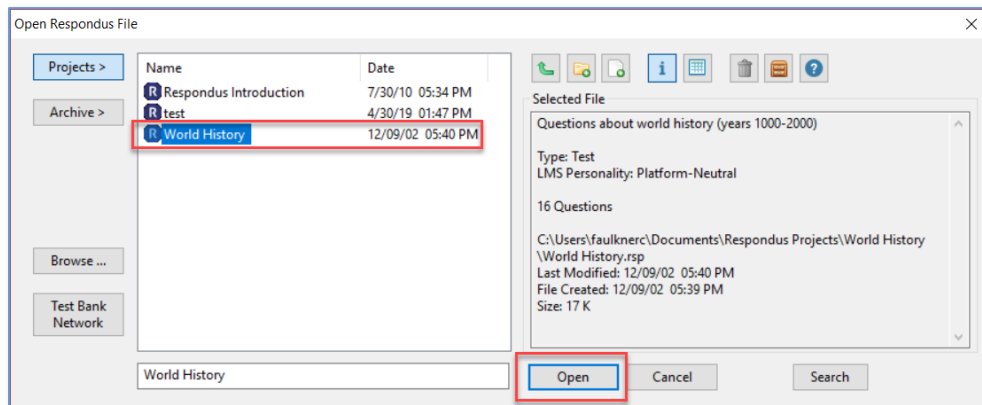 Open Respondus File
Projects >
Archive >
Browse ...
Test Bank
Network
Name Date
R Respondus Introduction 7/30/10 05:34 PM
R test 4/30/19 01:47 PM
R World History 12/09/02 05:40 PM
World History
i
?
Selected File
Questions about world history (years 1000-2000)
Type: Test
LMS Personality: Platform-Neutral
16 Questions
C:\Users\faulknerc\Documents\Respondus Projects\World History
\World History.rsp
Last Modified: 12/09/02 05:40 PM
File Created: 12/09/02 05:39 PM
Size: 17 K
Open Cancel Search